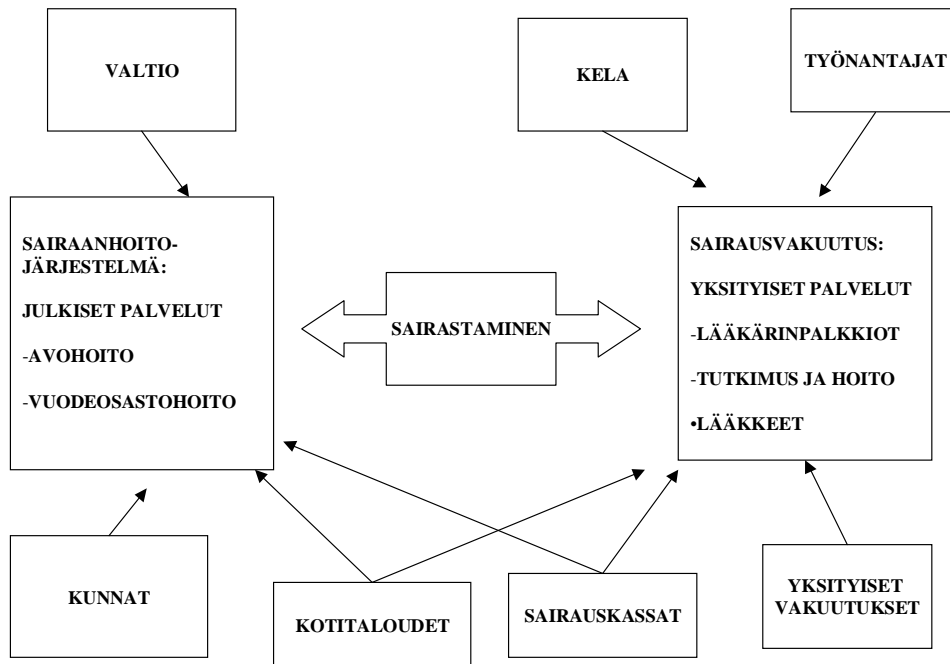 VALTIO
KELA
TYÖNANTAJAT
SAIRAANHOITO-
JÄRJESTELMÄ:
JULKISET PALVELUT
-AVOHOITO
-VUODEOSASTOHOITO
SAIRASTAMINEN
SAIRAUSVAKUUTUS:
YKSITYISET PALVELUT
-LÄÄKÄRINPALKKIOT
-TUTKIMUS JA HOITO
•LÄÄKKEET
KUNNAT
KOTITALOUDET
SAIRAUSKASSAT
YKSITYISET
VAKUUTUKSET